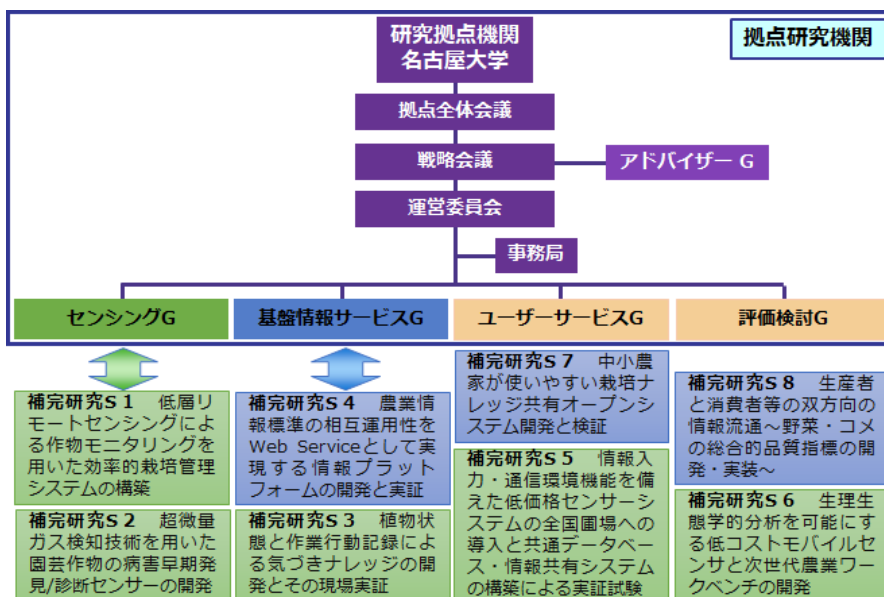 研究拠点機関
名古屋大学
拠点研究機関
拠点全体会議
戦略会議
アドバイザー G
運営委員会
事務局
センシングG
基盤情報サービスG
ユーザーサービスG
評価検討G
補完研究S 1 低層リ
モートセンシングによ
る作物モニタリングを
用いた効率的栽培管理
システムの構築
補完研究S 2 超微量
ガス検知技術を用いた
園芸作物の病害早期発
見/診断センサーの開発
補完研究S 4 農業情
報標準の相互運用性を
Web Serviceとして実
現する情報プラット
フォームの開発と実証
補完研究S 3 植物状
態と作業行動記録によ
る気づきナレッジの開
発とその現場実証
補完研究S 7 中小農
家が使いやすい栽培ナ
レッジ共有オープンシ
ステム開発と検証
補完研究S 5 情報入
力・通信環境機能を備
えた低価格センサーシ
ステムの全国圃場への
導入と共通データベー
ス・情報共有システム
の構築による実証試験
補完研究S 8 生産者
と消費者等の双方向の
情報流通～野菜・コメ
の総合的品質指標の開
発・実装～
補完研究S 6 生理生
態学的分析を可能にす
る低コストモバイルセ
ンサと次世代農業ワー
クベンチの開発